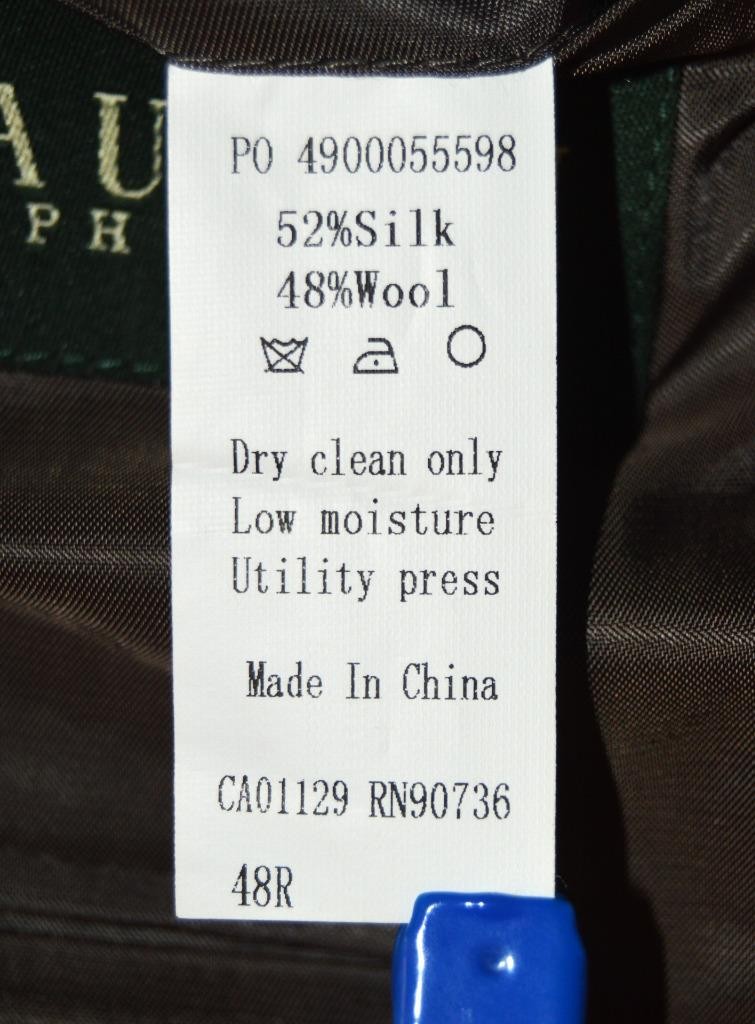 AU
PH
PO 4900055598
52%Silk
48%Wool
Dry clean only
Low moisture
Utility press
Made In China
CA01129 RN90736
48R